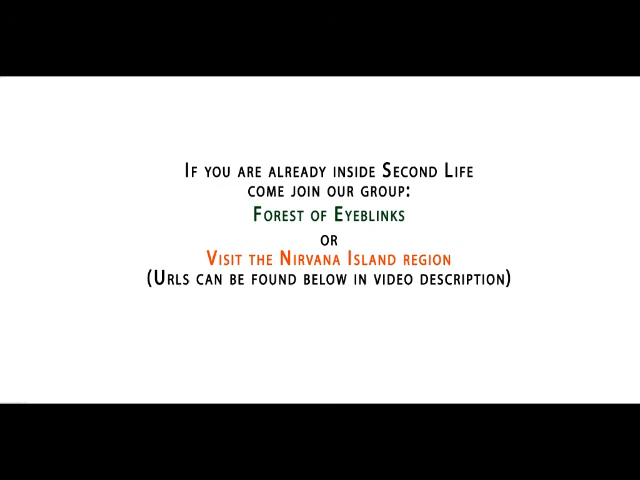 If you are already inside Second Life
come join our group:
Forest of Eyeblinks
or
Visit the Nirvana Island region
(Urls can be found below in video description)